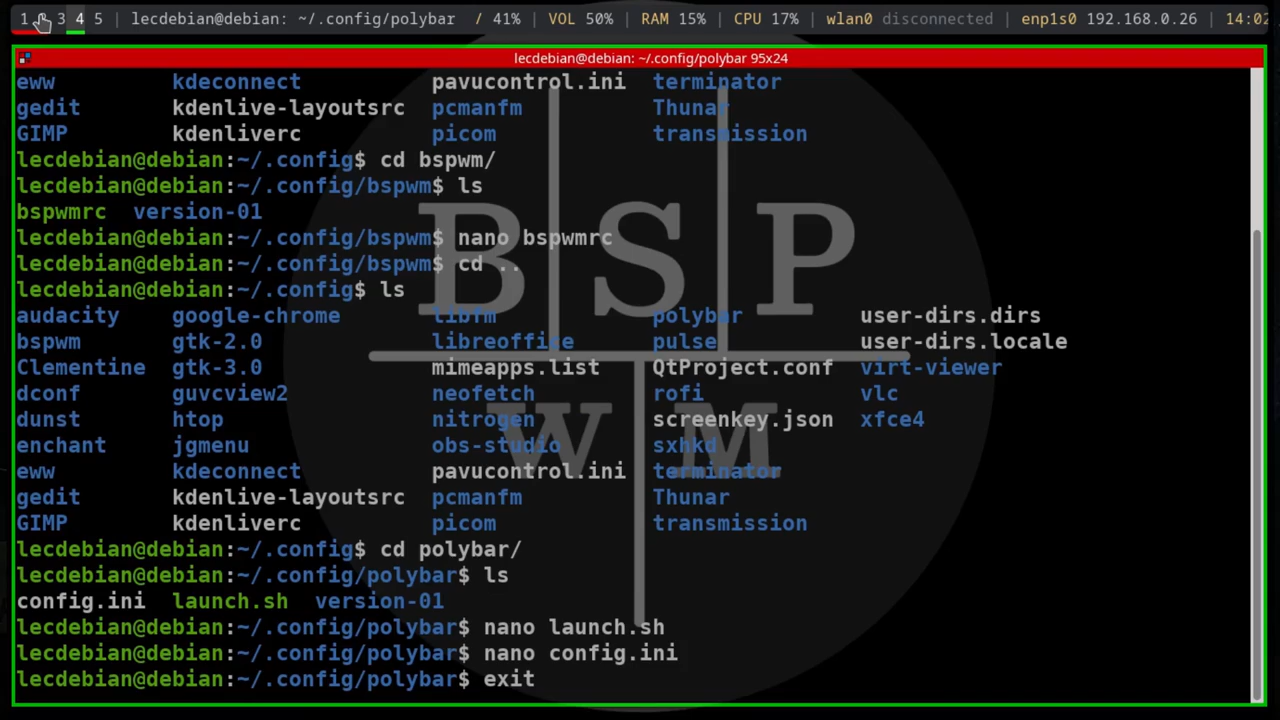 1 3 4 5 | lecdebian@debian: ~/.config/polybar / 41% | VOL 50% | RAM 15% | CPU 17% | wlan0 disconnected | enp1s0 192.168.0.26 | 14:02
lecdebian@debian: ~/.config/polybar 95x24
eww kdeconnect pavucontrol.ini terminator
gedit kdenlive-layoutsrc pcmanfm Thunar
GIMP kdenliverc picom transmission
lecdebian@debian:~/.config$ cd bspwm/
lecdebian@debian:~/.config/bspwm$ ls
bspwmrc version-01
lecdebian@debian:~/.config/bspwm$ nano bspwmrc
lecdebian@debian:~/.config/bspwm$ cd ..
lecdebian@debian:~/.config$ ls
audacity google-chrome libfm polybar user-dirs.dirs
bspwm gtk-2.0 libreoffice pulse user-dirs.locale
Clementine gtk-3.0 mimeapps.list QtProject.conf virt-viewer
dconf guvcview2 neofetch rofi vlc
dunst htop nitrogen screenkey.json xfce4
enchant jgmenu obs-studio sxhkd
eww kdeconnect pavucontrol.ini terminator
gedit kdenlive-layoutsrc pcmanfm Thunar
GIMP kdenliverc picom transmission
lecdebian@debian:~/.config$ cd polybar/
lecdebian@debian:~/.config/polybar$ ls
config.ini launch.sh version-01
lecdebian@debian:~/.config/polybar$ nano launch.sh
lecdebian@debian:~/.config/polybar$ nano config.ini
lecdebian@debian:~/.config/polybar$ exit
BSP
WM